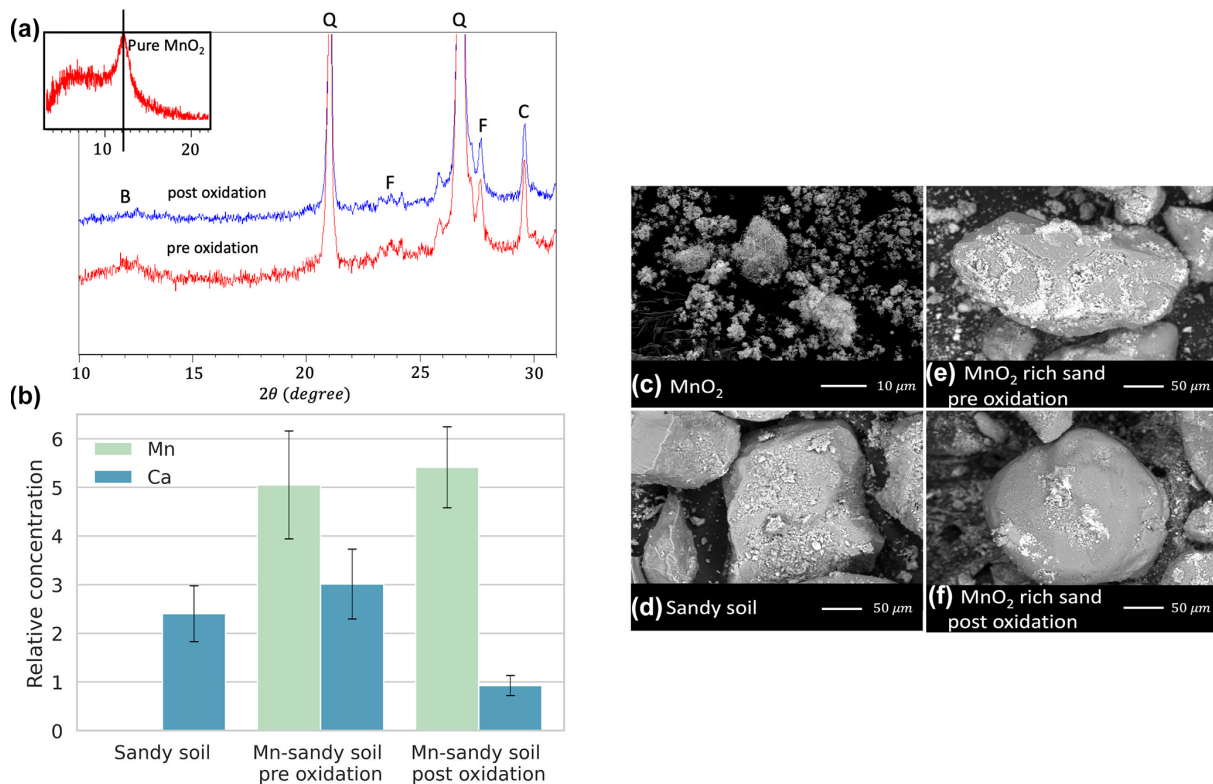 (a)
Pure MnO₂
10 20
Q Q
C
F
B
F
post oxidation
pre oxidation
10 15 20 25 30
2θ (degree)
(b)
Mn
Ca
Relative concentration
6
5
4
3
2
1
0
Sandy soil
Mn-sandy soil
pre oxidation
Mn-sandy soil
post oxidation
(c) MnO₂
10 μm
(e) MnO₂ rich sand
pre oxidation
50 μm
(d) Sandy soil
50 μm
(f) MnO₂ rich sand
post oxidation
50 μm